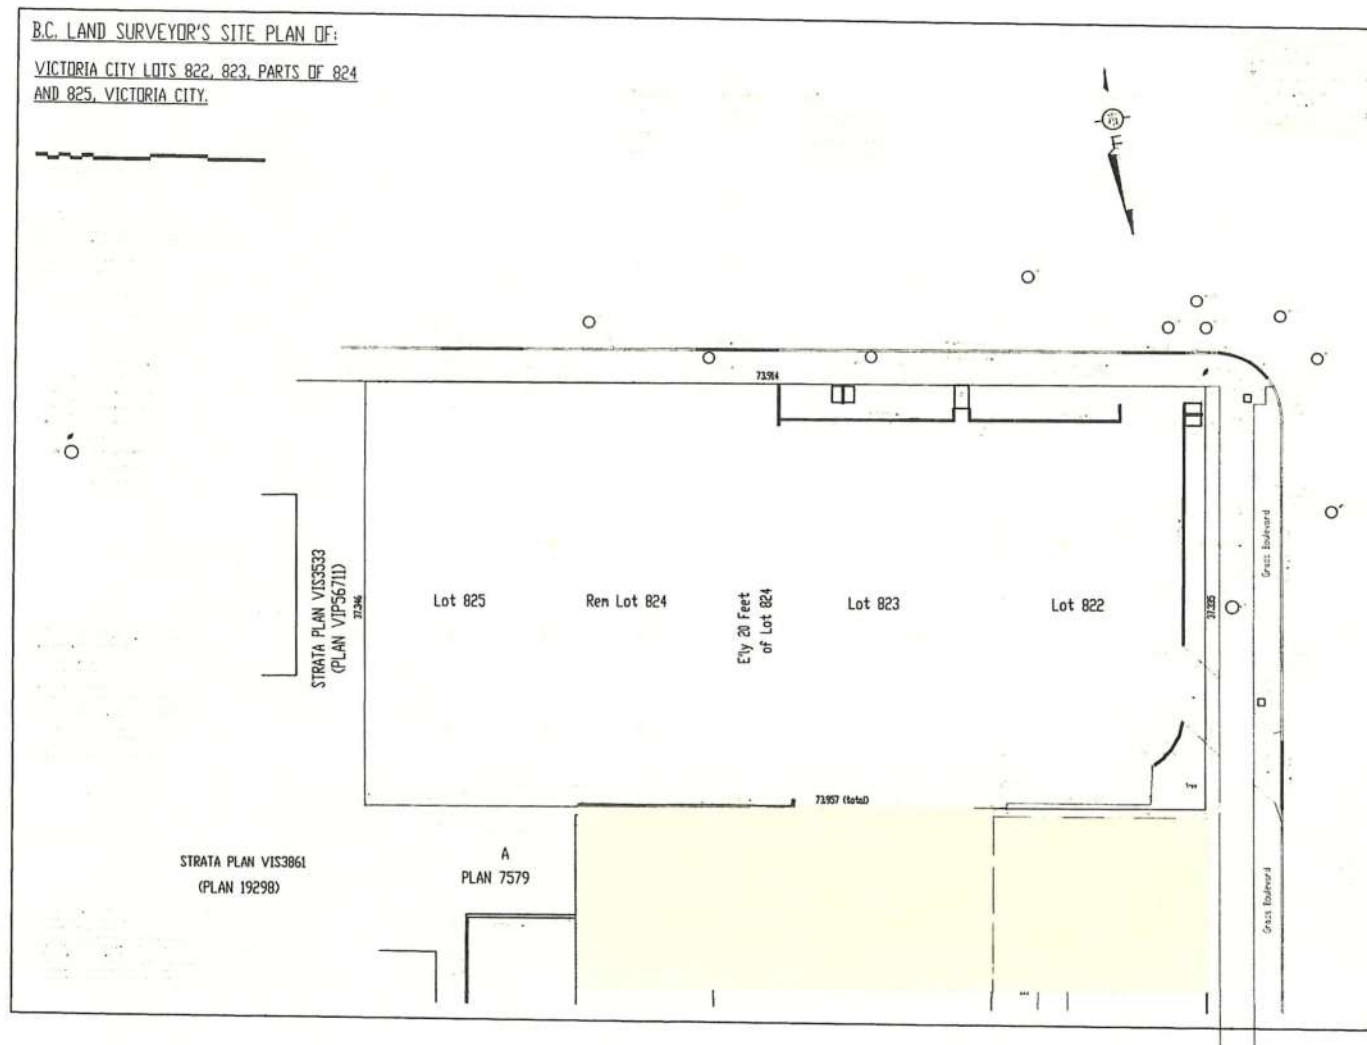 B.C. LAND SURVEYOR'S SITE PLAN OF:
VICTORIA CITY LOTS 822, 823, PARTS OF 824
AND 825, VICTORIA CITY.
73.914
Grass Boulevard
STRATA PLAN VIS3533
(PLAN VIP56711)
37.346
Lot 825
Rem Lot 824
E'ly 20 Feet
of Lot 824
Lot 823
Lot 822
37.335
Tree
73.957 (total)
STRATA PLAN VIS3861
(PLAN 19298)
A
PLAN 7579
Grass Boulevard